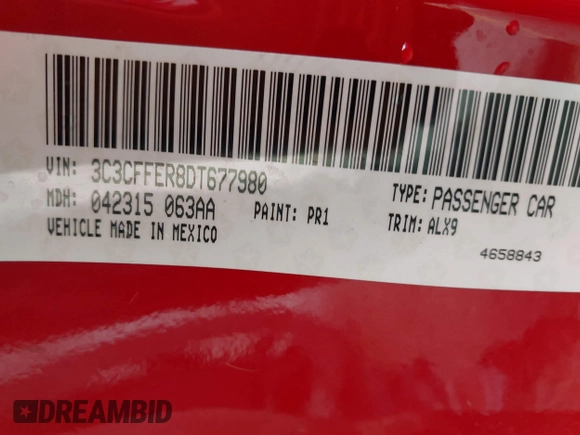 VIN: 3C3CFFER8DT677980
MDH: 042315 063AA
PAINT: PR1
VEHICLE MADE IN MEXICO
TYPE: PASSENGER CAR
TRIM: ALX9
4658843
DREAMBID